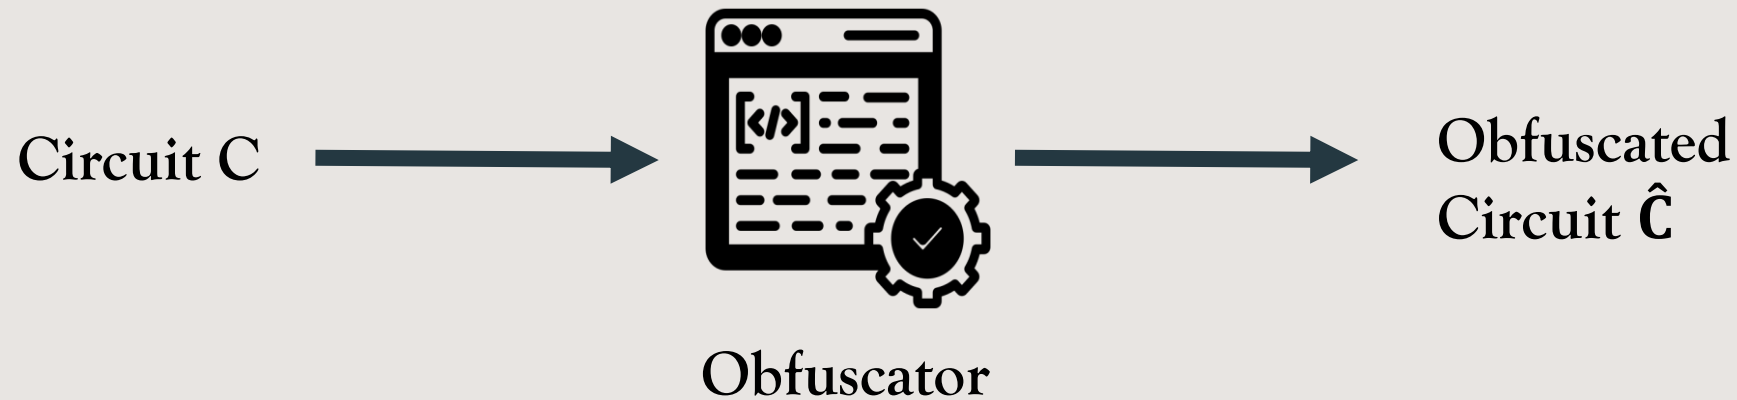 Circuit C
</>
Obfuscator
Obfuscated
Circuit Ĉ